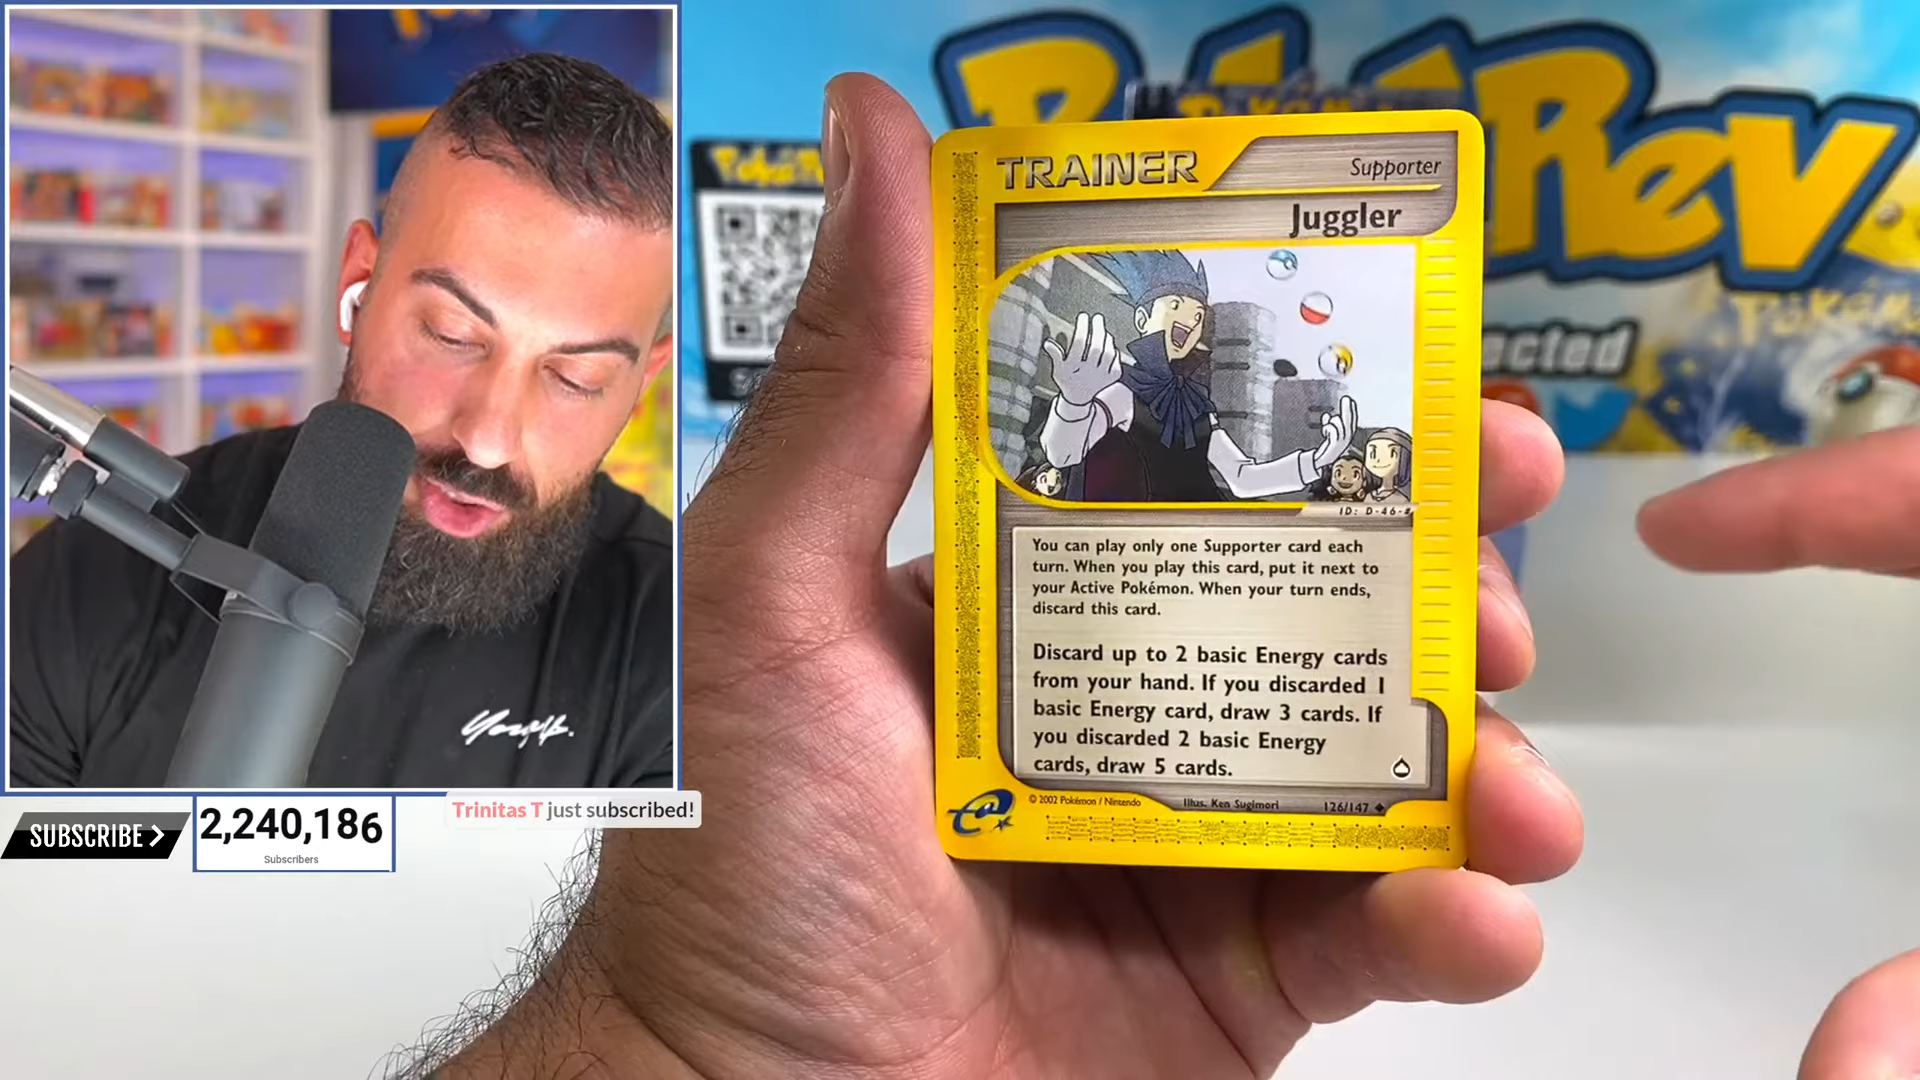 PokéRev
TRAINER
Supporter
Juggler
ID: D-46-#
You can play only one Supporter card each
turn. When you play this card, put it next to
your Active Pokémon. When your turn ends,
discard this card.
Discard up to 2 basic Energy cards
from your hand. If you discarded 1
basic Energy card, draw 3 cards. If
you discarded 2 basic Energy
cards, draw 5 cards.
© 2002 Pokémon / Nintendo
Illus. Ken Sugimori
126/147
SUBSCRIBE
2,240,186
Subscribers
Trinitas T just subscribed!